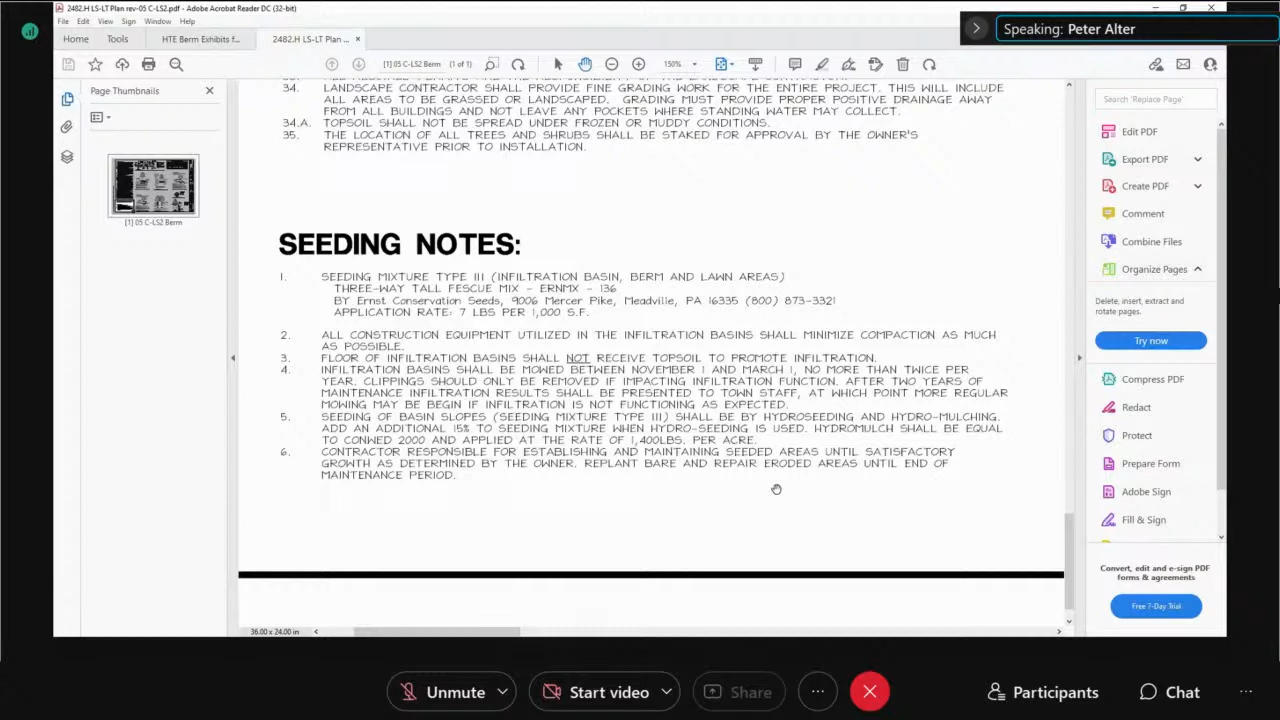 2482.H LS-LT Plan rev-05 C-LS2.pdf - Adobe Acrobat Reader DC (32-bit)
File Edit View Sign Window Help
Home Tools HTE Berm Exhibits f... 2482.H LS-LT Plan ... ×
Speaking: Peter Alter
[1] 05 C-LS2 Berm (1 of 1) 150%
Page Thumbnails
[1] 05 C-LS2 Berm
34. LANDSCAPE CONTRACTOR SHALL PROVIDE FINE GRADING WORK FOR THE ENTIRE PROJECT. THIS WILL INCLUDE
ALL AREAS TO BE GRASSED OR LANDSCAPED. GRADING MUST PROVIDE PROPER POSITIVE DRAINAGE AWAY
FROM ALL BUILDINGS AND NOT LEAVE ANY POCKETS WHERE STANDING WATER MAY COLLECT.
34.A. TOPSOIL SHALL NOT BE SPREAD UNDER FROZEN OR MUDDY CONDITIONS.
35. THE LOCATION OF ALL TREES AND SHRUBS SHALL BE STAKED FOR APPROVAL BY THE OWNER'S
REPRESENTATIVE PRIOR TO INSTALLATION.
SEEDING NOTES:
1. SEEDING MIXTURE TYPE III (INFILTRATION BASIN, BERM AND LAWN AREAS)
THREE-WAY TALL FESCUE MIX - ERNMX - 136
BY Ernst Conservation Seeds, 9006 Mercer Pike, Meadville, PA 16335 (800) 873-3321
APPLICATION RATE: 7 LBS PER 1,000 S.F.
2. ALL CONSTRUCTION EQUIPMENT UTILIZED IN THE INFILTRATION BASINS SHALL MINIMIZE COMPACTION AS MUCH
AS POSSIBLE.
3. FLOOR OF INFILTRATION BASINS SHALL NOT RECEIVE TOPSOIL TO PROMOTE INFILTRATION.
4. INFILTRATION BASINS SHALL BE MOWED BETWEEN NOVEMBER 1 AND MARCH 1, NO MORE THAN TWICE PER
YEAR. CLIPPINGS SHOULD ONLY BE REMOVED IF IMPACTING INFILTRATION FUNCTION. AFTER TWO YEARS OF
MAINTENANCE INFILTRATION RESULTS SHALL BE PRESENTED TO TOWN STAFF, AT WHICH POINT MORE REGULAR
MOWING MAY BE BEGIN IF INFILTRATION IS NOT FUNCTIONING AS EXPECTED.
5. SEEDING OF BASIN SLOPES (SEEDING MIXTURE TYPE III) SHALL BE BY HYDROSEEDING AND HYDRO-MULCHING.
ADD AN ADDITIONAL 15% TO SEEDING MIXTURE WHEN HYDRO-SEEDING IS USED. HYDROMULCH SHALL BE EQUAL
TO CONWED 2000 AND APPLIED AT THE RATE OF 1,400LBS. PER ACRE.
6. CONTRACTOR RESPONSIBLE FOR ESTABLISHING AND MAINTAINING SEEDED AREAS UNTIL SATISFACTORY
GROWTH AS DETERMINED BY THE OWNER. REPLANT BARE AND REPAIR ERODED AREAS UNTIL END OF
MAINTENANCE PERIOD.
36.00 x 24.00 in
Search 'Replace Page'
Edit PDF
Export PDF
Create PDF
Comment
Combine Files
Organize Pages
Delete, insert, extract and
rotate pages.
Try now
Compress PDF
Redact
Protect
Prepare Form
Adobe Sign
Fill & Sign
Convert, edit and e-sign PDF
forms & agreements
Free 7-Day Trial
Unmute Start video Share Participants Chat